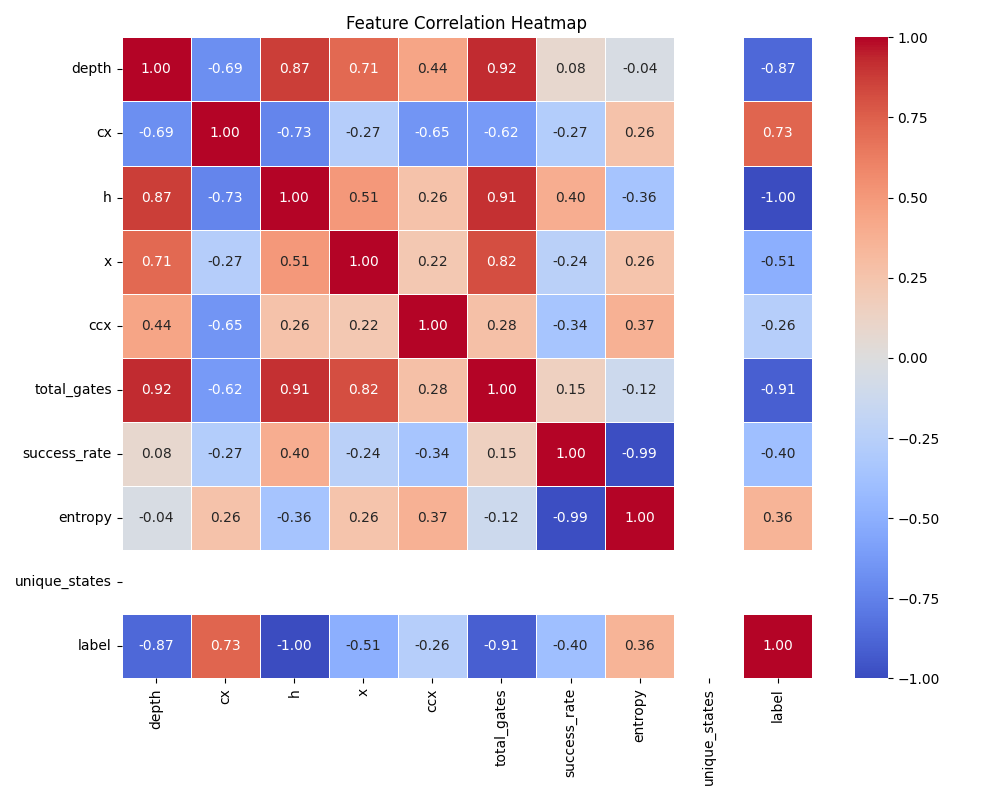 Feature Correlation Heatmap
depth 1.00 -0.69 0.87 0.71 0.44 0.92 0.08 -0.04 -0.87
cx -0.69 1.00 -0.73 -0.27 -0.65 -0.62 -0.27 0.26 0.73
h 0.87 -0.73 1.00 0.51 0.26 0.91 0.40 -0.36 -1.00
x 0.71 -0.27 0.51 1.00 0.22 0.82 -0.24 0.26 -0.51
ccx 0.44 -0.65 0.26 0.22 1.00 0.28 -0.34 0.37 -0.26
total_gates 0.92 -0.62 0.91 0.82 0.28 1.00 0.15 -0.12 -0.91
success_rate 0.08 -0.27 0.40 -0.24 -0.34 0.15 1.00 -0.99 -0.40
entropy -0.04 0.26 -0.36 0.26 0.37 -0.12 -0.99 1.00 0.36
unique_states
label -0.87 0.73 -1.00 -0.51 -0.26 -0.91 -0.40 0.36 1.00
depth cx h x ccx total_gates success_rate entropy unique_states label
1.00
0.75
0.50
0.25
0.00
−0.25
−0.50
−0.75
−1.00